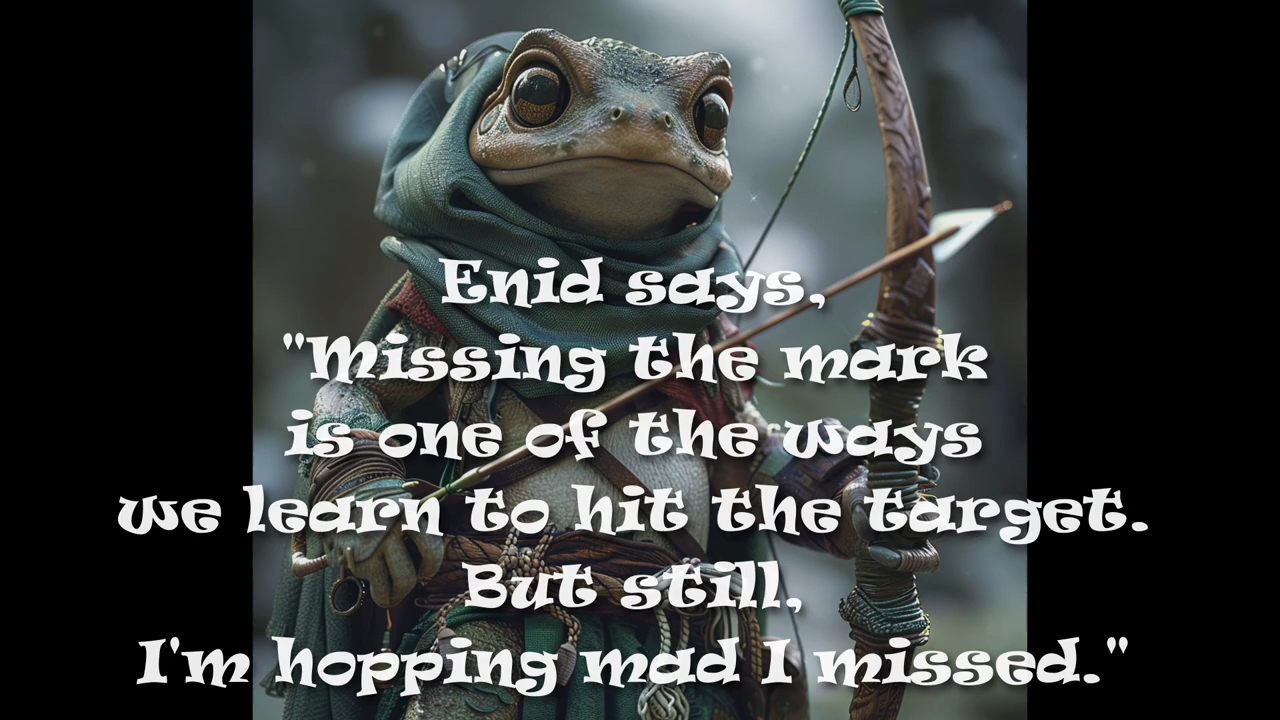 Enid says,
"Missing the mark
is one of the ways
we learn to hit the target.
But still,
I'm hopping mad I missed."